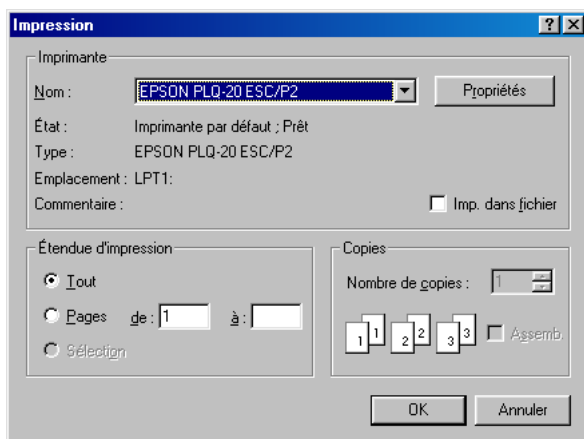 Impression
Imprimante
Nom : EPSON PLQ-20 ESC/P2 Propriétés
État : Imprimante par défaut ; Prêt
Type : EPSON PLQ-20 ESC/P2
Emplacement : LPT1:
Commentaire : Imp. dans fichier
Étendue d'impression
Tout
Pages de : 1 à :
Sélection
Copies
Nombre de copies : 1
1 1 2 2 3 3 Assemb.
OK Annuler